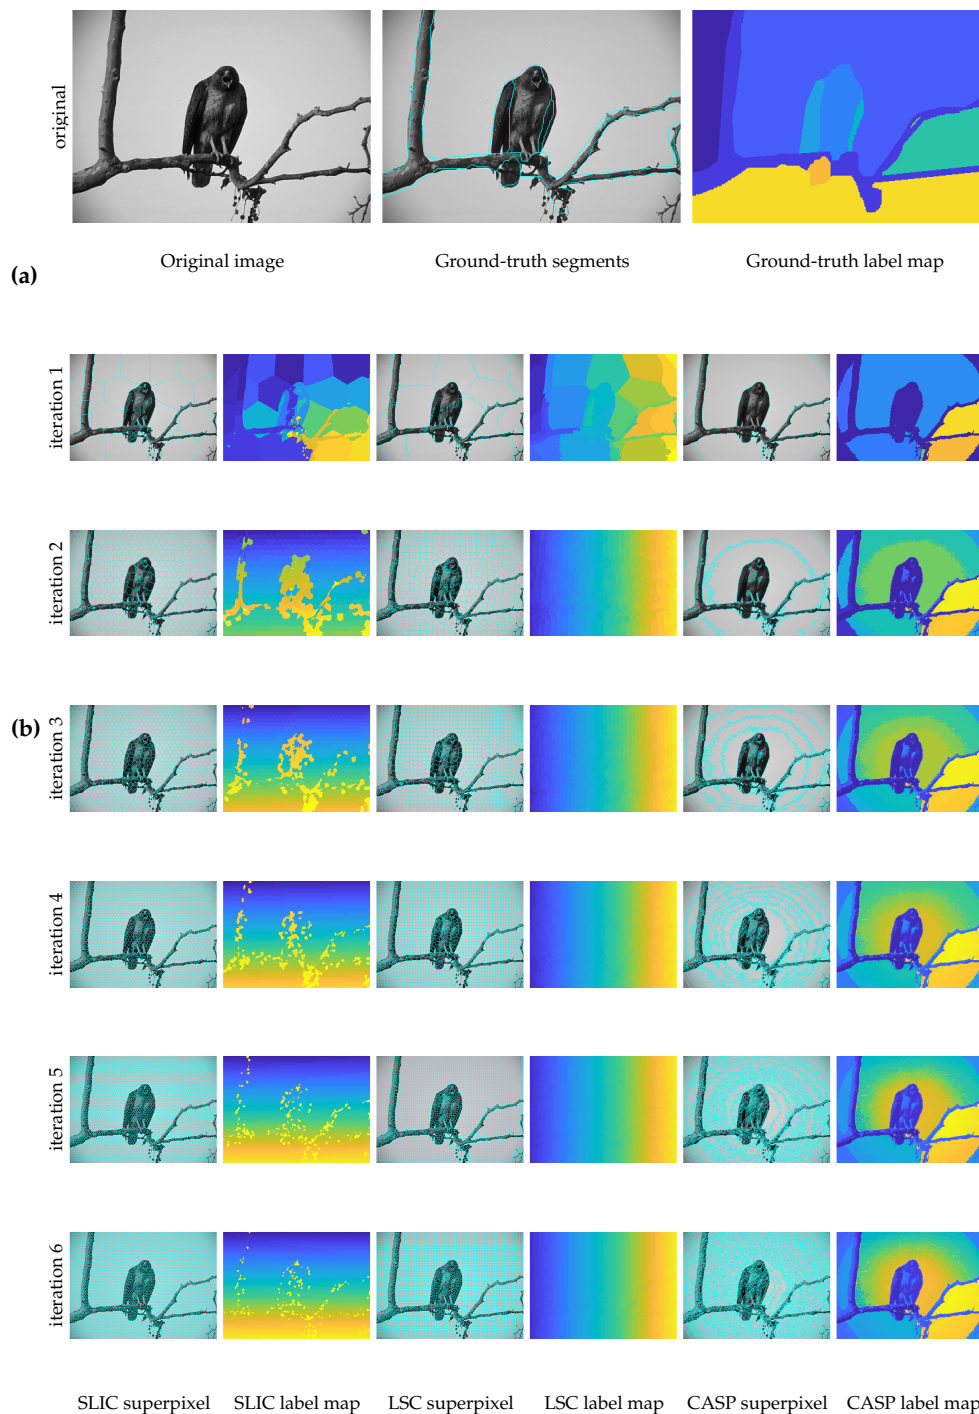 original
Original image Ground-truth segments Ground-truth label map
(a)
iteration 1
iteration 2
(b)
iteration 3
iteration 4
iteration 5
iteration 6
SLIC superpixel SLIC label map LSC superpixel LSC label map CASP superpixel CASP label map